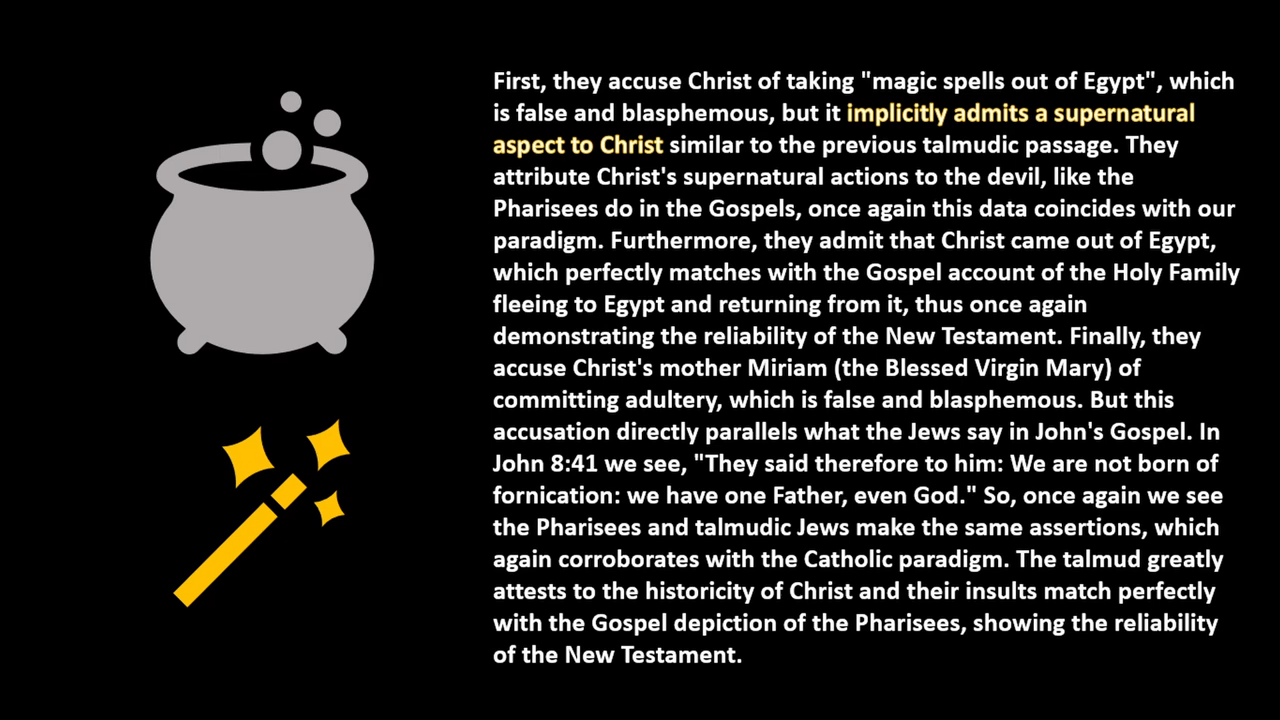 First, they accuse Christ of taking "magic spells out of Egypt", which
is false and blasphemous, but it implicitly admits a supernatural
aspect to Christ similar to the previous talmudic passage. They
attribute Christ's supernatural actions to the devil, like the
Pharisees do in the Gospels, once again this data coincides with our
paradigm. Furthermore, they admit that Christ came out of Egypt,
which perfectly matches with the Gospel account of the Holy Family
fleeing to Egypt and returning from it, thus once again
demonstrating the reliability of the New Testament. Finally, they
accuse Christ's mother Miriam (the Blessed Virgin Mary) of
committing adultery, which is false and blasphemous. But this
accusation directly parallels what the Jews say in John's Gospel. In
John 8:41 we see, "They said therefore to him: We are not born of
fornication: we have one Father, even God." So, once again we see
the Pharisees and talmudic Jews make the same assertions, which
again corroborates with the Catholic paradigm. The talmud greatly
attests to the historicity of Christ and their insults match perfectly
with the Gospel depiction of the Pharisees, showing the reliability
of the New Testament.